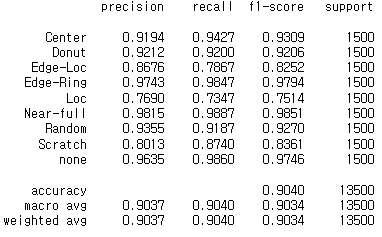 precision recall f1-score support
Center 0.9194 0.9427 0.9309 1500
Donut 0.9212 0.9200 0.9206 1500
Edge-Loc 0.8676 0.7867 0.8252 1500
Edge-Ring 0.9743 0.9847 0.9794 1500
Loc 0.7690 0.7347 0.7514 1500
Near-full 0.9815 0.9887 0.9851 1500
Random 0.9355 0.9187 0.9270 1500
Scratch 0.8013 0.8740 0.8361 1500
none 0.9635 0.9860 0.9746 1500
accuracy 0.9040 13500
macro avg 0.9037 0.9040 0.9034 13500
weighted avg 0.9037 0.9040 0.9034 13500